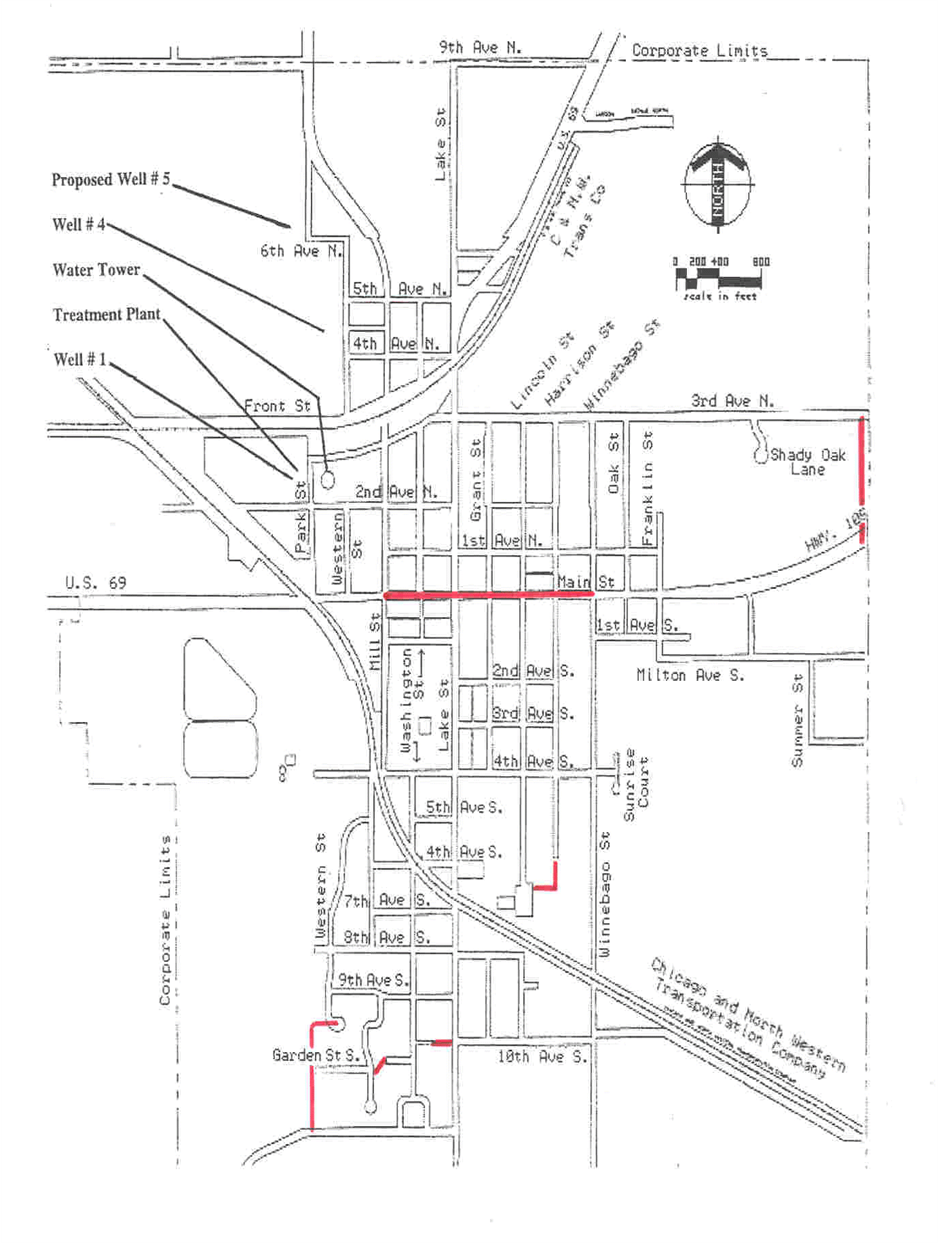 9th Ave N.
Corporate Limits
Lake St
U.S. 69
C & N.W.
Trans Co
NORTH
Proposed Well # 5
Well # 4
6th Ave N.
Water Tower
0 200 400 800
scale in feet
5th Ave N.
Treatment Plant
4th Ave N.
Well # 1
Lincoln St
Harrison St
Winnebago St
Front St
3rd Ave N.
Shady Oak
Lane
Grant St
Oak St
Franklin St
2nd Ave N.
Park St
Western
St
1st Ave N.
HMY.
U.S. 69
Main St
1st Ave S.
Mill St
Washington
St
Lake St
2nd Ave S.
Milton Ave S.
3rd Ave S.
Summer St
4th Ave S.
Sunrise
Court
5th Ave S.
Western St
4th Ave S.
Winnebago St
Corporate Limits
7th Ave S.
8th Ave S.
9th Ave S.
Chicago and North Western
Transportation Company
Garden St S.
10th Ave S.